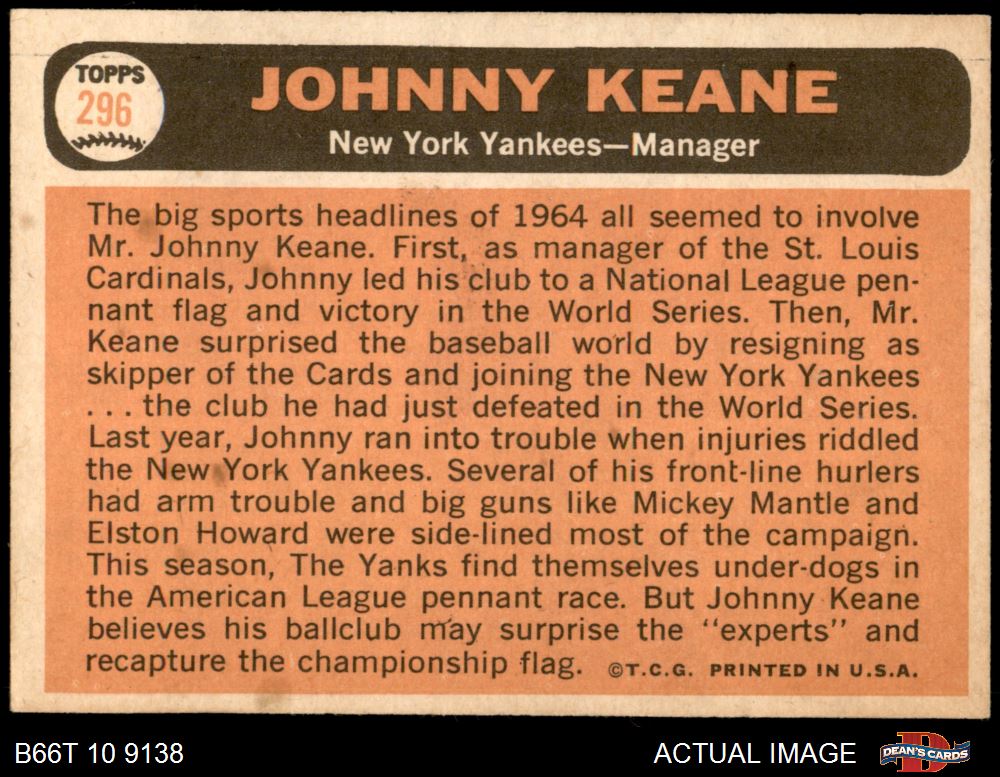 TOPPS
296
JOHNNY KEANE
New York Yankees—Manager
The big sports headlines of 1964 all seemed to involve
Mr. Johnny Keane. First, as manager of the St. Louis
Cardinals, Johnny led his club to a National League pen-
nant flag and victory in the World Series. Then, Mr.
Keane surprised the baseball world by resigning as
skipper of the Cards and joining the New York Yankees
. . . the club he had just defeated in the World Series.
Last year, Johnny ran into trouble when injuries riddled
the New York Yankees. Several of his front-line hurlers
had arm trouble and big guns like Mickey Mantle and
Elston Howard were side-lined most of the campaign.
This season, The Yanks find themselves under-dogs in
the American League pennant race. But Johnny Keane
believes his ballclub may surprise the "experts" and
recapture the championship flag. ©T.C.G. PRINTED IN U.S.A.
B66T 10 9138
ACTUAL IMAGE
DEAN'S CARDS